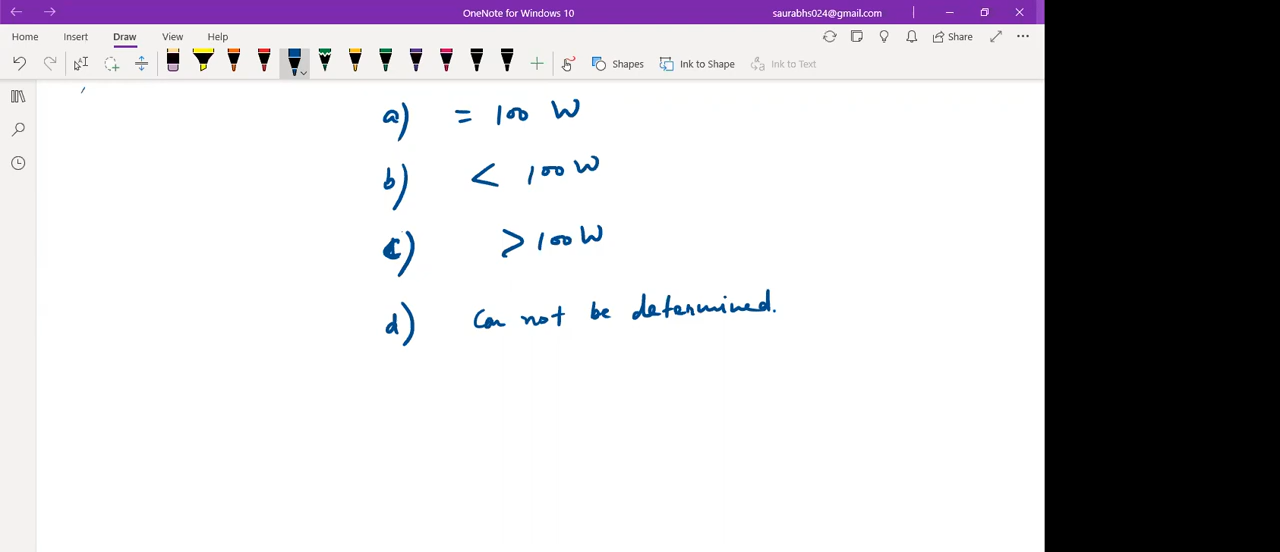 OneNote for Windows 10
saurabhs024@gmail.com
Home Insert Draw View Help
Share
Shapes
Ink to Shape
Ink to Text
a) = 100 W
b) < 100 W
c) > 100 W
d) Can not be determined.